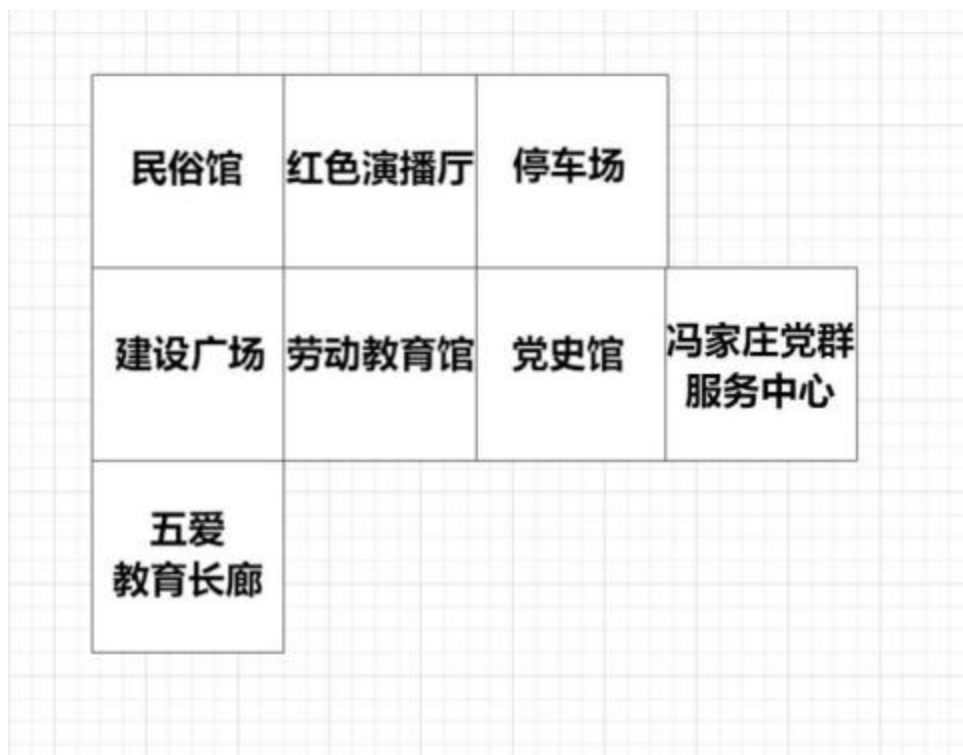 民俗馆
红色演播厅
停车场
建设广场
劳动教育馆
党史馆
冯家庄党群
服务中心
五爱
教育长廊